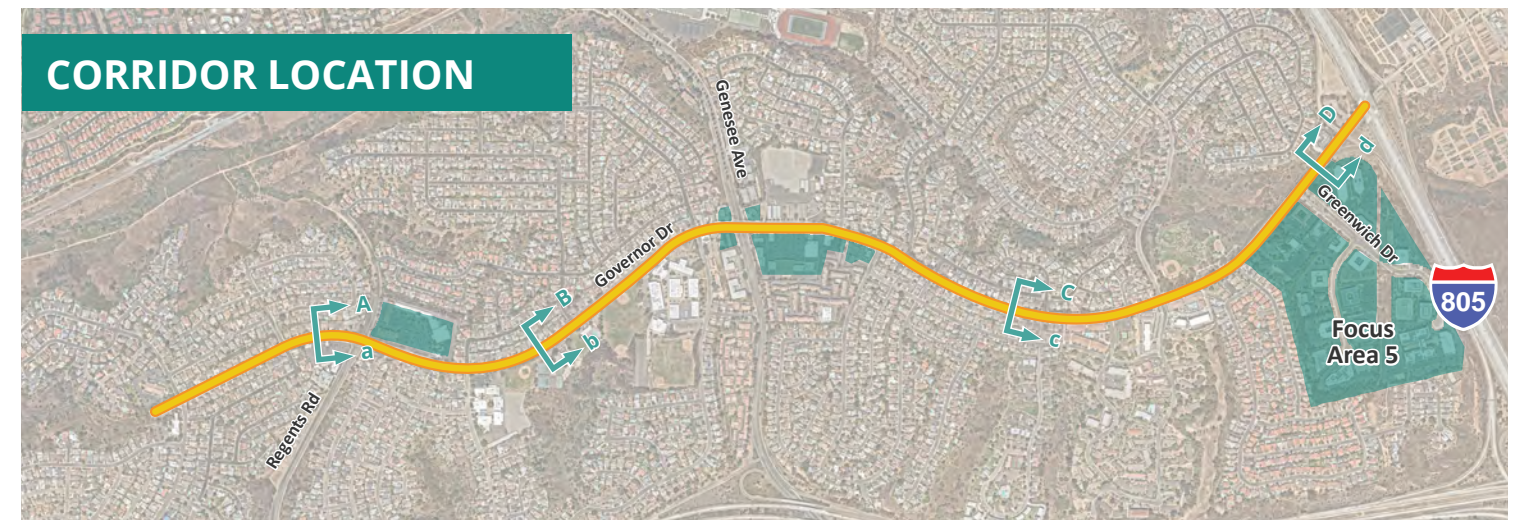 CORRIDOR LOCATION
Genesee Ave
D
d
Greenwich Dr
Governor Dr
805
A
a
B
b
C
c
Focus
Area 5
Regents Rd